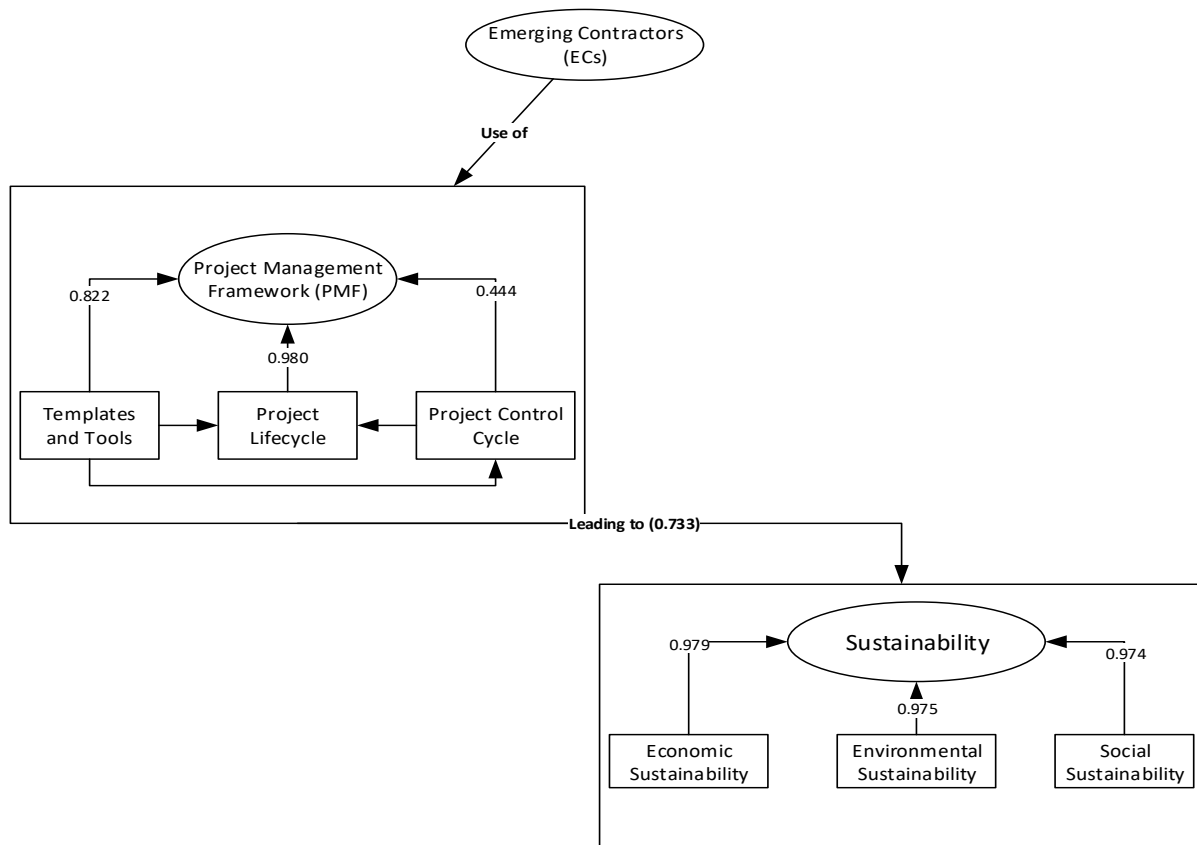 Emerging Contractors
(ECs)
Use of
Project Management
Framework (PMF)
0.822
0.444
0.980
Templates
and Tools
Project
Lifecycle
Project Control
Cycle
Leading to (0.733)
Sustainability
0.979
0.974
0.975
Economic
Sustainability
Environmental
Sustainability
Social
Sustainability